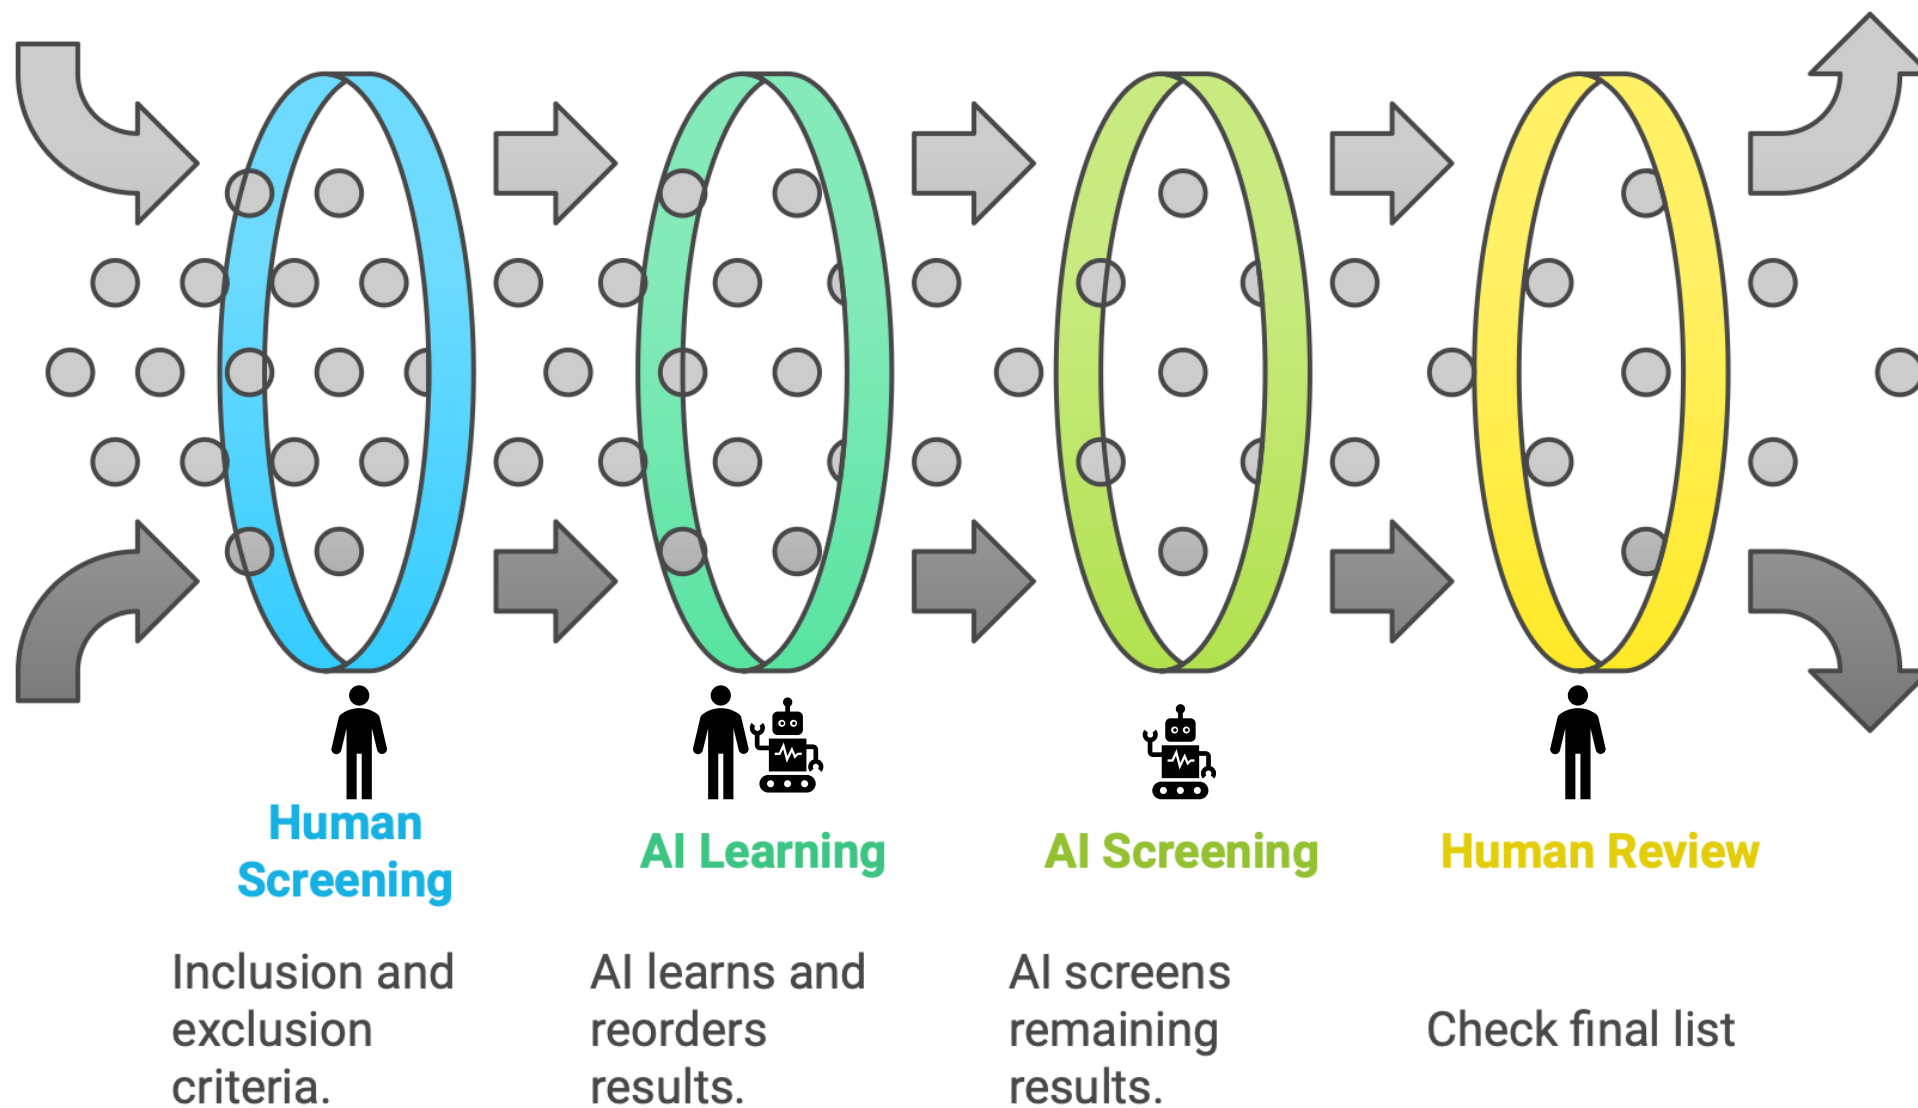 Human
Screening
AI Learning
AI Screening
Human Review
Inclusion and
exclusion
criteria.
AI learns and
reorders
results.
AI screens
remaining
results.
Check final list